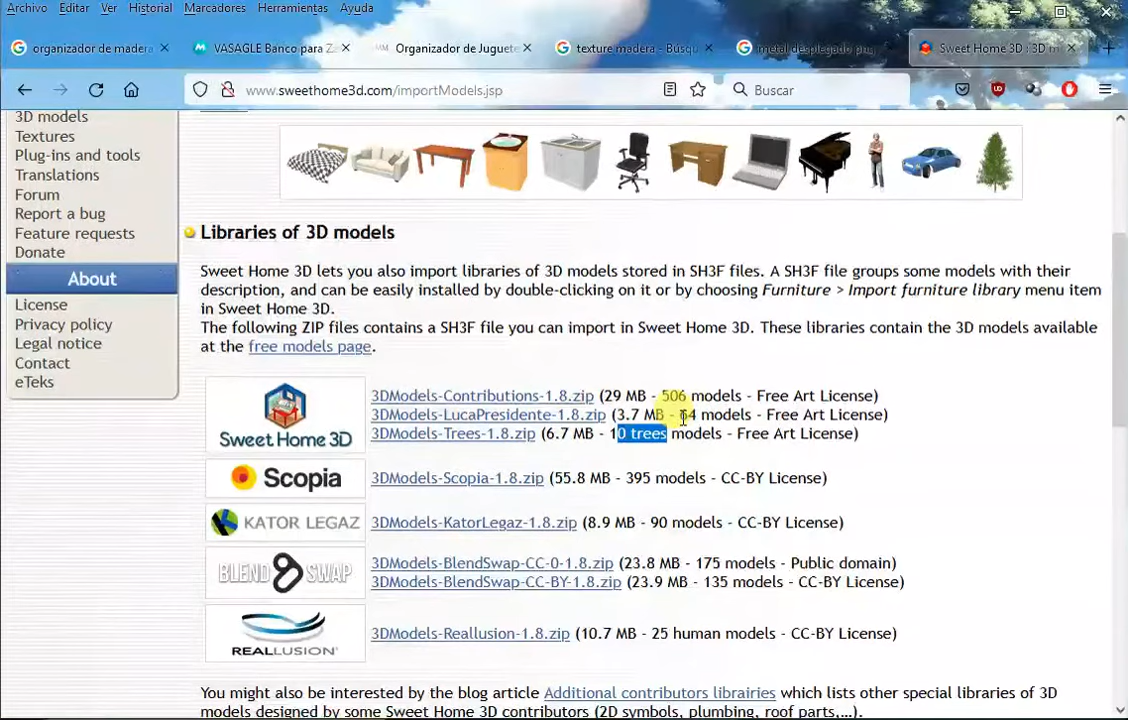 Archivo Editar Ver Historial Marcadores Herramientas Ayuda
organizador de madera VASAGLE Banco para Za Organizador de Juguete texture madera - Búsqu metal desplegado png Sweet Home 3D : 3D m
www.sweethome3d.com/importModels.jsp Buscar
3D models
Textures
Plug-ins and tools
Translations
Forum
Report a bug
Feature requests
Donate
About
License
Privacy policy
Legal notice
Contact
eTeks
Libraries of 3D models
Sweet Home 3D lets you also import libraries of 3D models stored in SH3F files. A SH3F file groups some models with their
description, and can be easily installed by double-clicking on it or by choosing Furniture > Import furniture library menu item
in Sweet Home 3D.
The following ZIP files contains a SH3F file you can import in Sweet Home 3D. These libraries contain the 3D models available
at the free models page.
Sweet Home 3D
3DModels-Contributions-1.8.zip (29 MB - 506 models - Free Art License)
3DModels-LucaPresidente-1.8.zip (3.7 MB - 64 models - Free Art License)
3DModels-Trees-1.8.zip (6.7 MB - 10 trees models - Free Art License)
Scopia
3DModels-Scopia-1.8.zip (55.8 MB - 395 models - CC-BY License)
KATOR LEGAZ
3DModels-KatorLegaz-1.8.zip (8.9 MB - 90 models - CC-BY License)
BLEND SWAP
3DModels-BlendSwap-CC-0-1.8.zip (23.8 MB - 175 models - Public domain)
3DModels-BlendSwap-CC-BY-1.8.zip (23.9 MB - 135 models - CC-BY License)
REALLUSION
3DModels-Reallusion-1.8.zip (10.7 MB - 25 human models - CC-BY License)
You might also be interested by the blog article Additional contributors librairies which lists other special libraries of 3D
models designed by some Sweet Home 3D contributors (2D symbols, plumbing, roof parts,...).